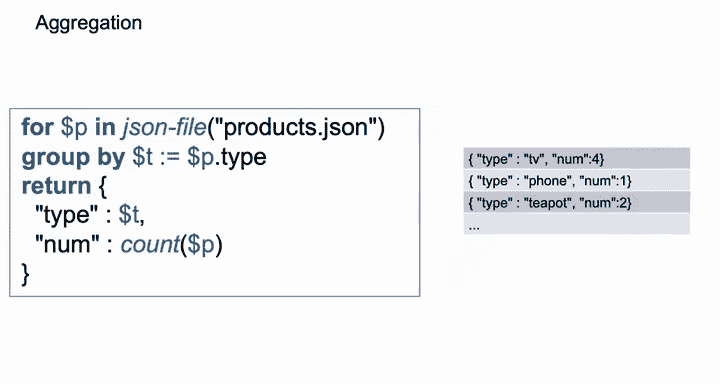 Aggregation
for $p in json-file("products.json")
group by $t := $p.type
return {
"type" : $t,
"num" : count($p)
}
{ "type" : "tv", "num":4}
{ "type" : "phone", "num":1}
{ "type" : "teapot", "num":2}
...